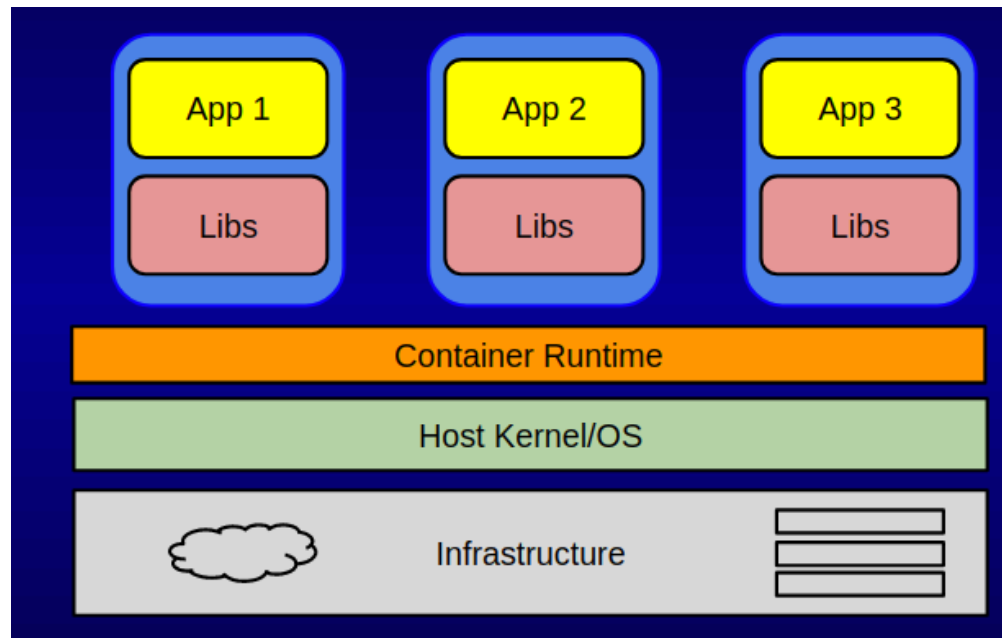 App 1
App 2
App 3
Libs
Libs
Libs
Container Runtime
Host Kernel/OS
Infrastructure